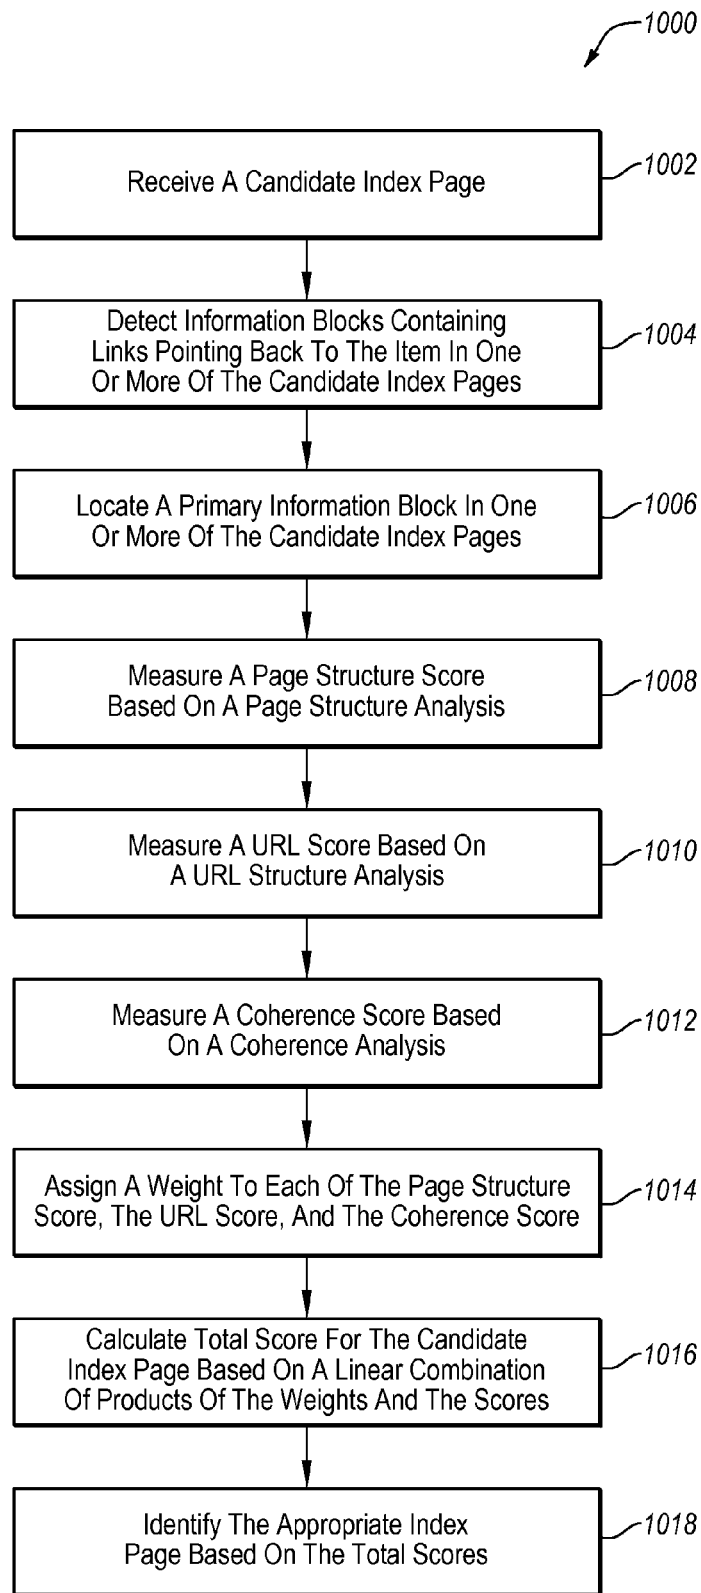 1000
Receive A Candidate Index Page
1002
Detect Information Blocks Containing
Links Pointing Back To The Item In One
Or More Of The Candidate Index Pages
1004
Locate A Primary Information Block In One
Or More Of The Candidate Index Pages
1006
Measure A Page Structure Score
Based On A Page Structure Analysis
1008
Measure A URL Score Based On
A URL Structure Analysis
1010
Measure A Coherence Score Based
On A Coherence Analysis
1012
Assign A Weight To Each Of The Page Structure
Score, The URL Score, And The Coherence Score
1014
Calculate Total Score For The Candidate
Index Page Based On A Linear Combination
Of Products Of The Weights And The Scores
1016
Identify The Appropriate Index
Page Based On The Total Scores
1018